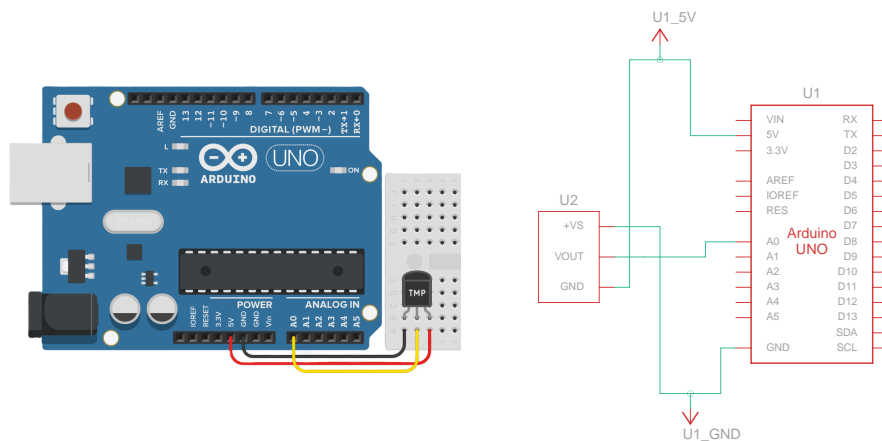 AREF
GND
13
12
~11
~10
~9
8
7
~6
~5
4
~3
2
TX→1
RX←0
DIGITAL (PWM~)
L
TX
RX
ARDUINO
UNO
ON
TMP
POWER
ANALOG IN
IOREF
RESET
3.3V
5V
GND
GND
Vin
A0
A1
A2
A3
A4
A5
U1_5V
U1
VIN RX
5V TX
3.3V D2
D3
AREF D4
IOREF D5
RES D6
D7
A0 D8
A1 D9
A2 D10
A3 D11
A4 D12
A5 D13
SDA
GND SCL
Arduino
UNO
U2
+VS
VOUT
GND
U1_GND